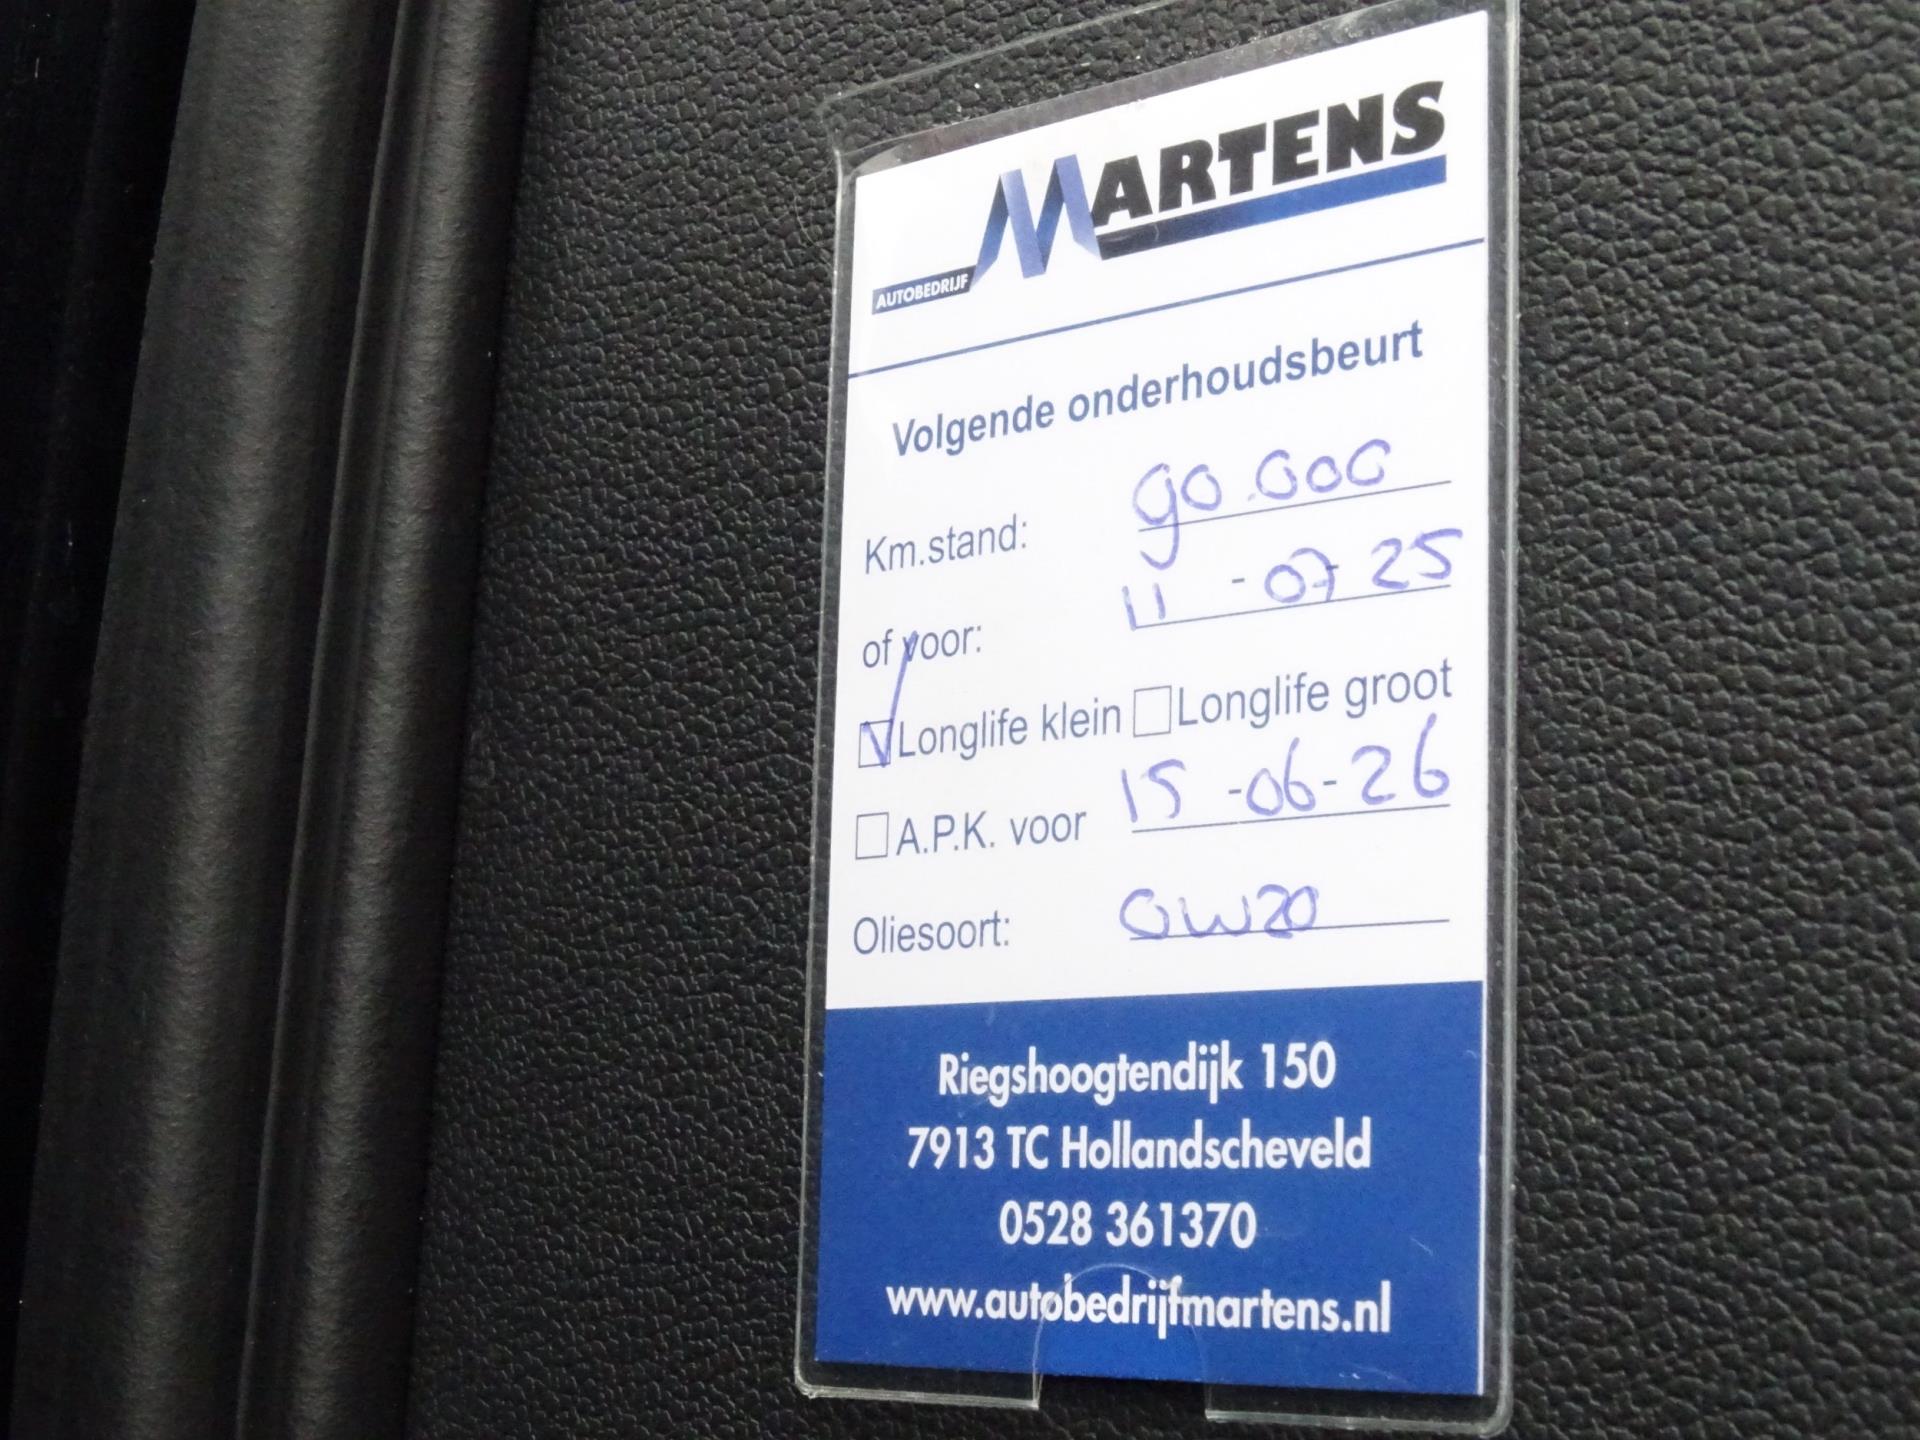 MARTENS
AUTOBEDRIJF
Volgende onderhoudsbeurt
Km.stand: 90.000
of voor: 11-07-25
Longlife klein Longlife groot
A.P.K. voor 15-06-26
Oliesoort: 0W20
Riegshoogtendijk 150
7913 TC Hollandscheveld
0528 361370
www.autobedrijfmartens.nl